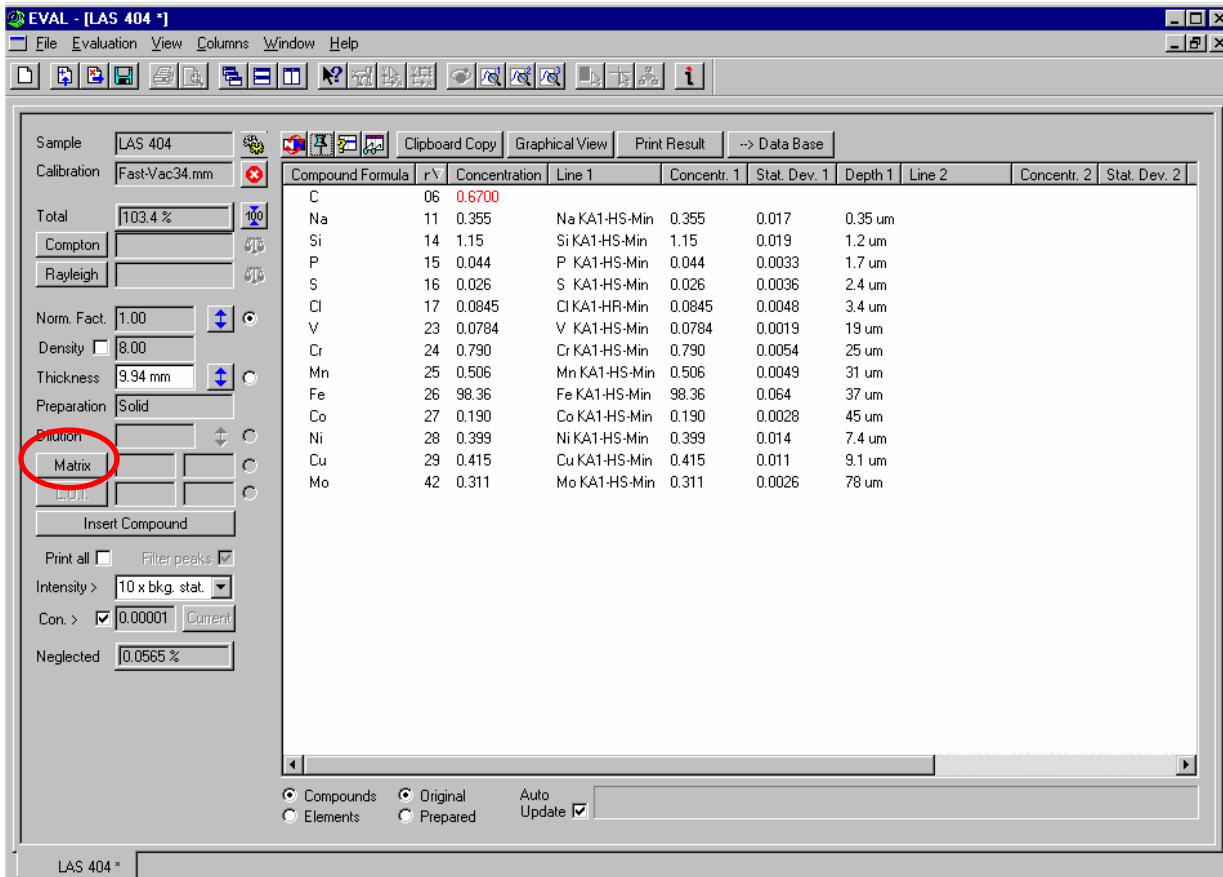 EVAL - [LAS 404 *]
File Evaluation View Columns Window Help
Sample LAS 404
Calibration Fast-Vac34.mm
Total 103.4 %
100
Compton
Rayleigh
Norm. Fact. 1.00
Density 8.00
Thickness 9.94 mm
Preparation Solid
Dilution
Matrix
L.O.I.
Insert Compound
Print all Filter peaks
Intensity > 10 x bkg. stat.
Con. > 0.00001 Current
Neglected 0.0565 %
Clipboard Copy Graphical View Print Result --> Data Base
Compound Formula r Concentration Line 1 Concentr. 1 Stat. Dev. 1 Depth 1 Line 2 Concentr. 2 Stat. Dev. 2
C 06 0.6700
Na 11 0.355 Na KA1-HS-Min 0.355 0.017 0.35 um
Si 14 1.15 Si KA1-HS-Min 1.15 0.019 1.2 um
P 15 0.044 P KA1-HS-Min 0.044 0.0033 1.7 um
S 16 0.026 S KA1-HS-Min 0.026 0.0036 2.4 um
Cl 17 0.0845 Cl KA1-HR-Min 0.0845 0.0048 3.4 um
V 23 0.0784 V KA1-HS-Min 0.0784 0.0019 19 um
Cr 24 0.790 Cr KA1-HS-Min 0.790 0.0054 25 um
Mn 25 0.506 Mn KA1-HS-Min 0.506 0.0049 31 um
Fe 26 98.36 Fe KA1-HS-Min 98.36 0.064 37 um
Co 27 0.190 Co KA1-HS-Min 0.190 0.0028 45 um
Ni 28 0.399 Ni KA1-HS-Min 0.399 0.014 7.4 um
Cu 29 0.415 Cu KA1-HS-Min 0.415 0.011 9.1 um
Mo 42 0.311 Mo KA1-HS-Min 0.311 0.0026 78 um
Compounds Original Auto
Elements Prepared Update
LAS 404 *